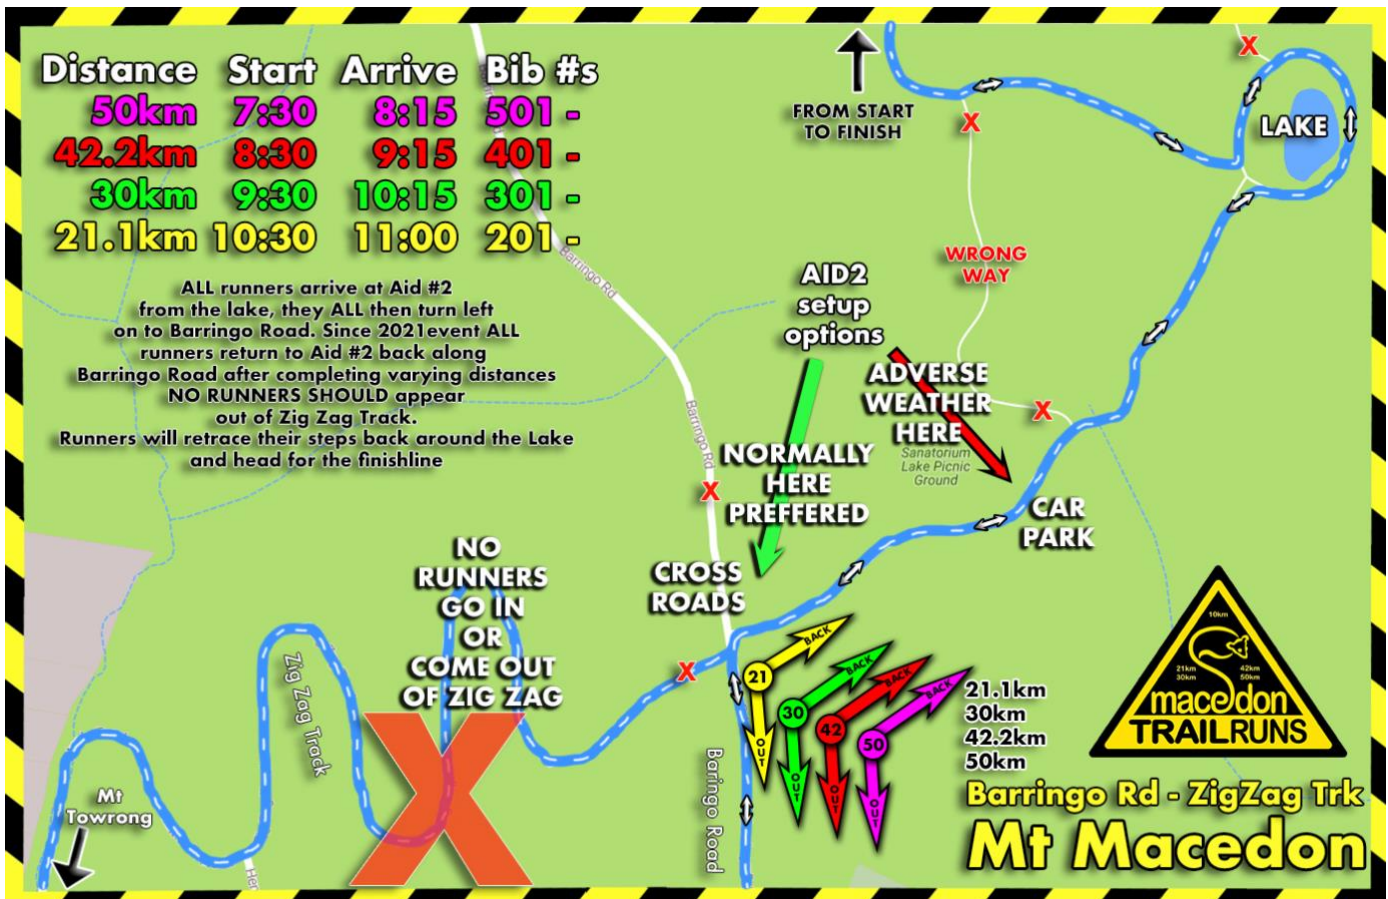 Distance Start Arrive Bib #s
50km 7:30 8:15 501 -
42.2km 8:30 9:15 401 -
30km 9:30 10:15 301 -
21.1km 10:30 11:00 201 -
ALL runners arrive at Aid #2
from the lake, they ALL then turn left
on to Barringo Road. Since 2021event ALL
runners return to Aid #2 back along
Barringo Road after completing varying distances
NO RUNNERS SHOULD appear
out of Zig Zag Track.
Runners will retrace their steps back around the Lake
and head for the finishline
FROM START
TO FINISH
X
X
LAKE
WRONG
WAY
Barringo Rd
AID2
setup
options
ADVERSE
WEATHER
HERE
Sanatorium
Lake Picnic
Ground
X
Barringo Rd
NORMALLY
HERE
PREFFERED
X
CAR
PARK
CROSS
ROADS
NO
RUNNERS
GO IN
OR
COME OUT
OF ZIG ZAG
X
X
Zig Zag Track
Mt
Towrong
Her
Baringo Road
21 BACK OUT
30 BACK OUT
42 BACK OUT
50 BACK OUT
21.1km
30km
42.2km
50km
10km
21km 42km
30km 50km
macedon
TRAILRUNS
Barringo Rd - ZigZag Trk
Mt Macedon